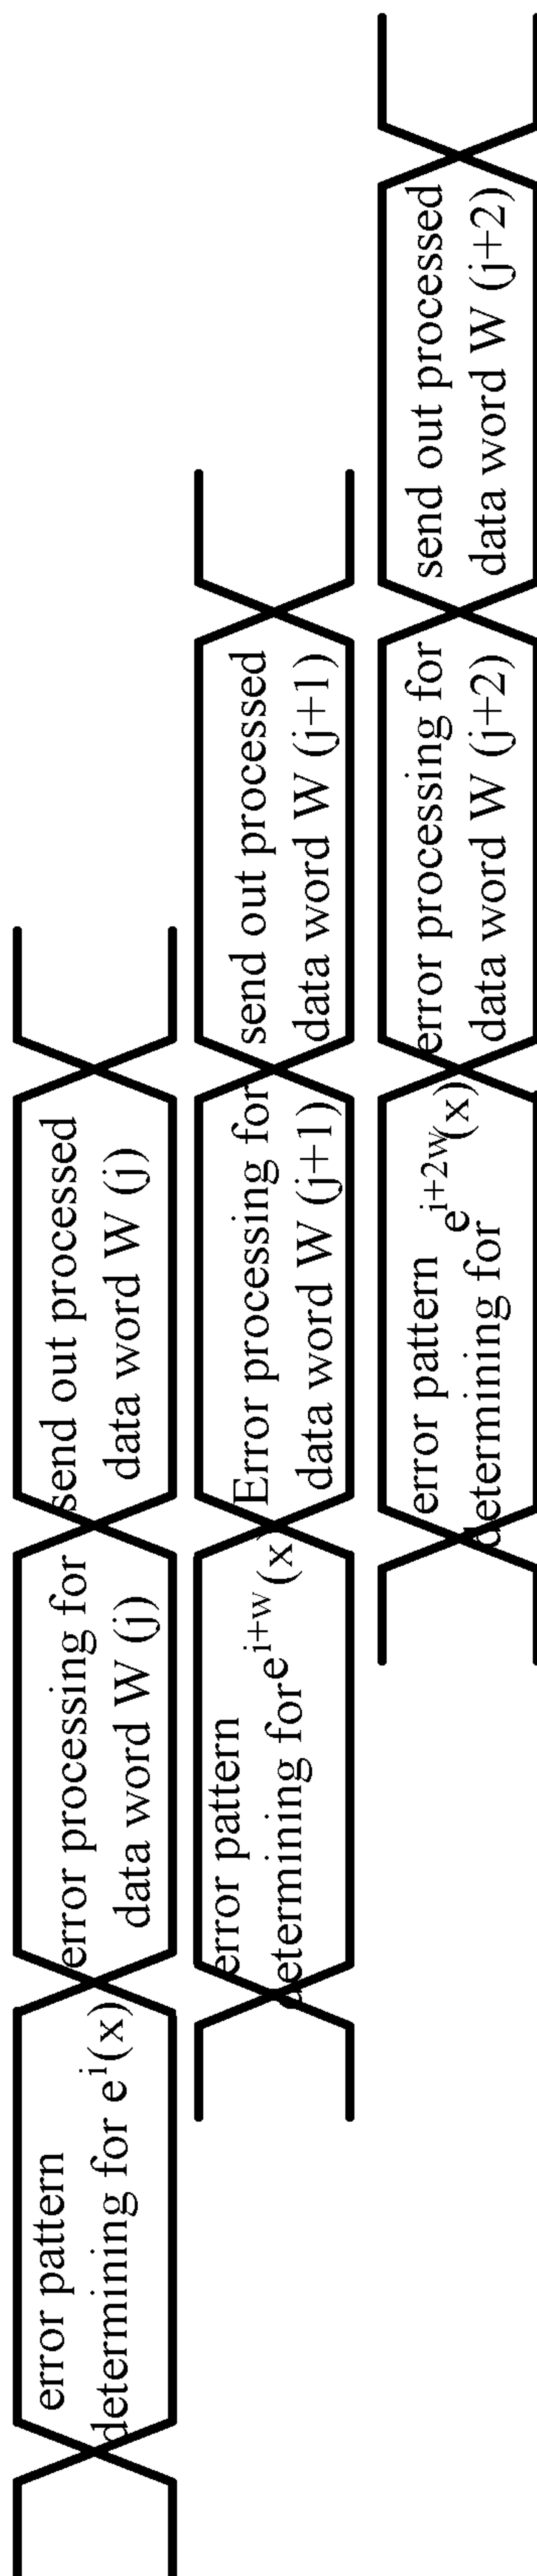 error pattern
determining for e^i(x)
error processing for
data word W (j)
send out processed
data word W (j)
error pattern
determining for e^i+w(x
Error processing for
data word W (j+1)
send out processed
data word W (j+1)
error pattern
determining for e^i+2w(x)
error processing for
data word W (j+2)
send out processed
data word W (j+2)